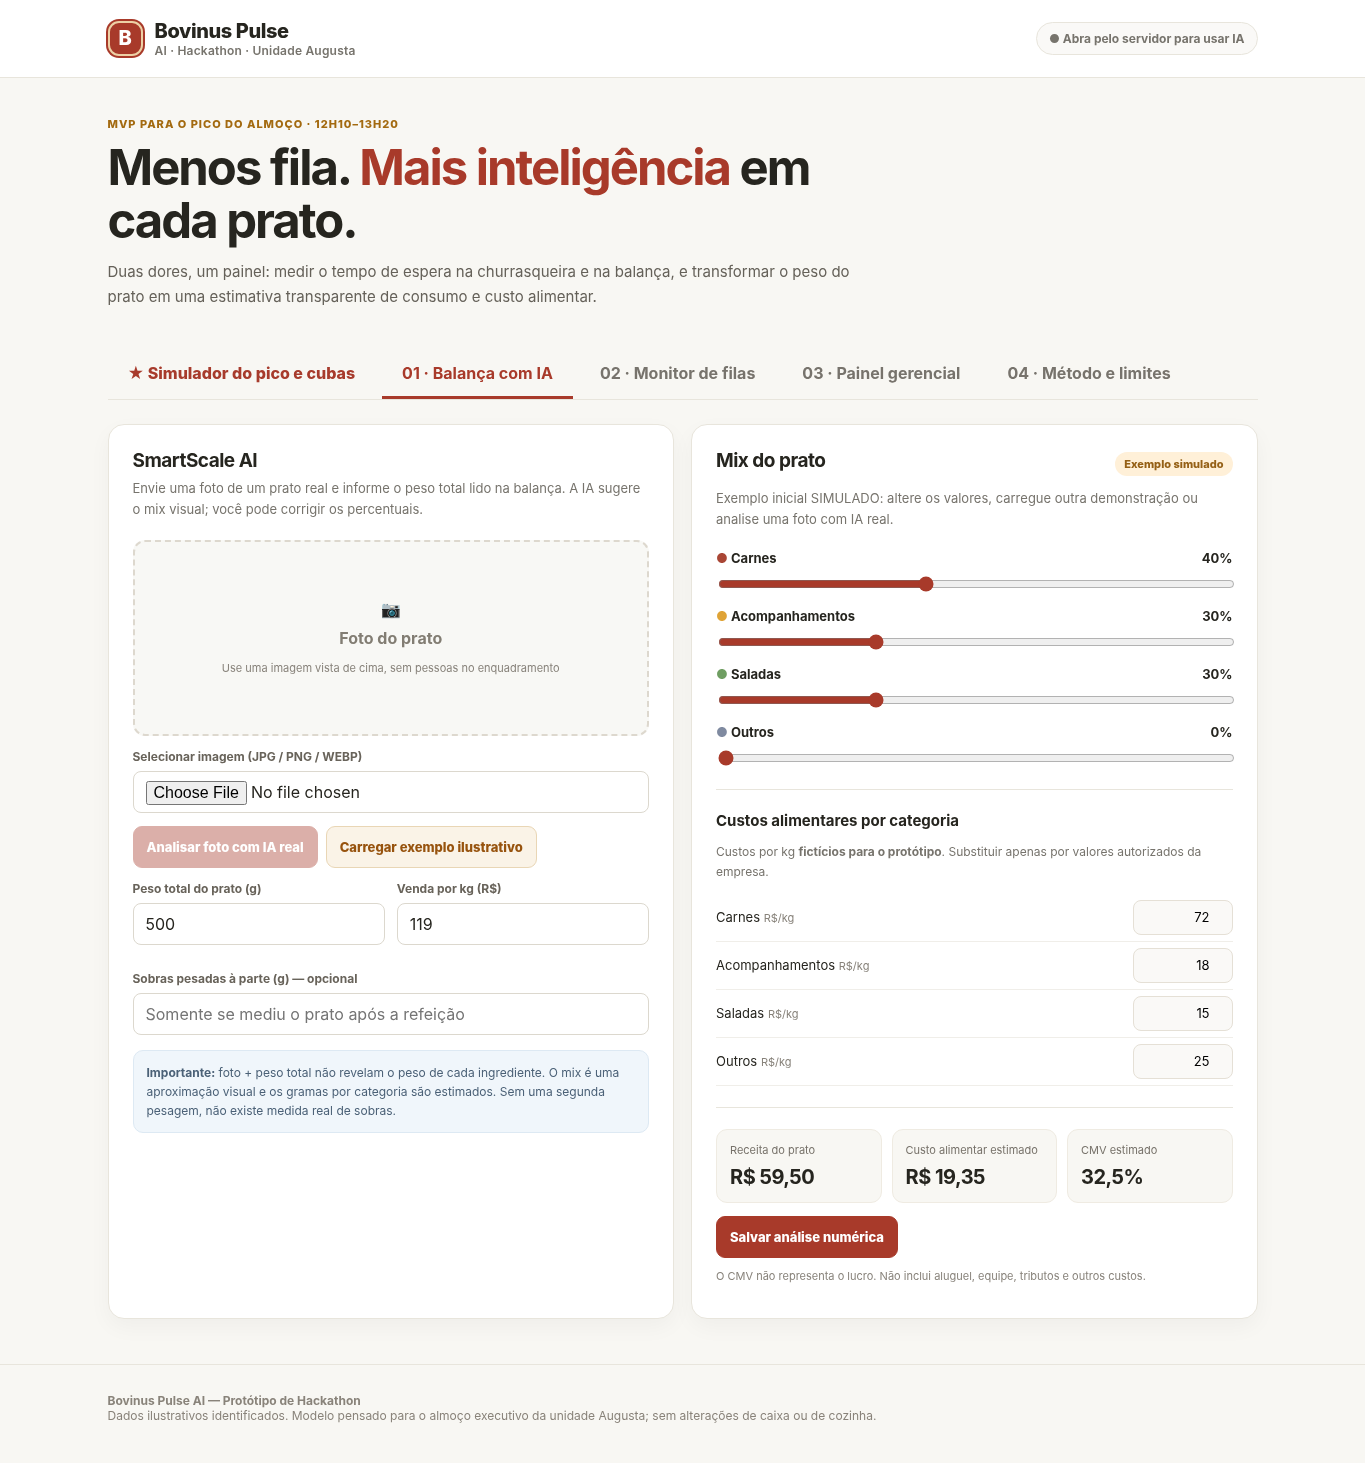 B
Bovinus Pulse
AI · Hackathon · Unidade Augusta
Abra pelo servidor para usar IA
MVP PARA O PICO DO ALMOÇO · 12H10–13H20
Menos fila. Mais inteligência em
cada prato.
Duas dores, um painel: medir o tempo de espera na churrasqueira e na balança, e transformar o peso do
prato em uma estimativa transparente de consumo e custo alimentar.
★ Simulador do pico e cubas
01 · Balança com IA
02 · Monitor de filas
03 · Painel gerencial
04 · Método e limites
SmartScale AI
Envie uma foto de um prato real e informe o peso total lido na balança. A IA sugere
o mix visual; você pode corrigir os percentuais.
Foto do prato
Use uma imagem vista de cima, sem pessoas no enquadramento
Selecionar imagem (JPG / PNG / WEBP)
Choose File No file chosen
Analisar foto com IA real
Carregar exemplo ilustrativo
Peso total do prato (g)
Venda por kg (R$)
500
119
Sobras pesadas à parte (g) — opcional
Somente se mediu o prato após a refeição
Importante: foto + peso total não revelam o peso de cada ingrediente. O mix é uma
aproximação visual e os gramas por categoria são estimados. Sem uma segunda
pesagem, não existe medida real de sobras.
Mix do prato
Exemplo simulado
Exemplo inicial SIMULADO: altere os valores, carregue outra demonstração ou
analise uma foto com IA real.
Carnes 40%
Acompanhamentos 30%
Saladas 30%
Outros 0%
Custos alimentares por categoria
Custos por kg fictícios para o protótipo. Substituir apenas por valores autorizados da
empresa.
Carnes R$/kg 72
Acompanhamentos R$/kg 18
Saladas R$/kg 15
Outros R$/kg 25
Receita do prato
R$ 59,50
Custo alimentar estimado
R$ 19,35
CMV estimado
32,5%
Salvar análise numérica
O CMV não representa o lucro. Não inclui aluguel, equipe, tributos e outros custos.
Bovinus Pulse AI — Protótipo de Hackathon
Dados ilustrativos identificados. Modelo pensado para o almoço executivo da unidade Augusta; sem alterações de caixa ou de cozinha.